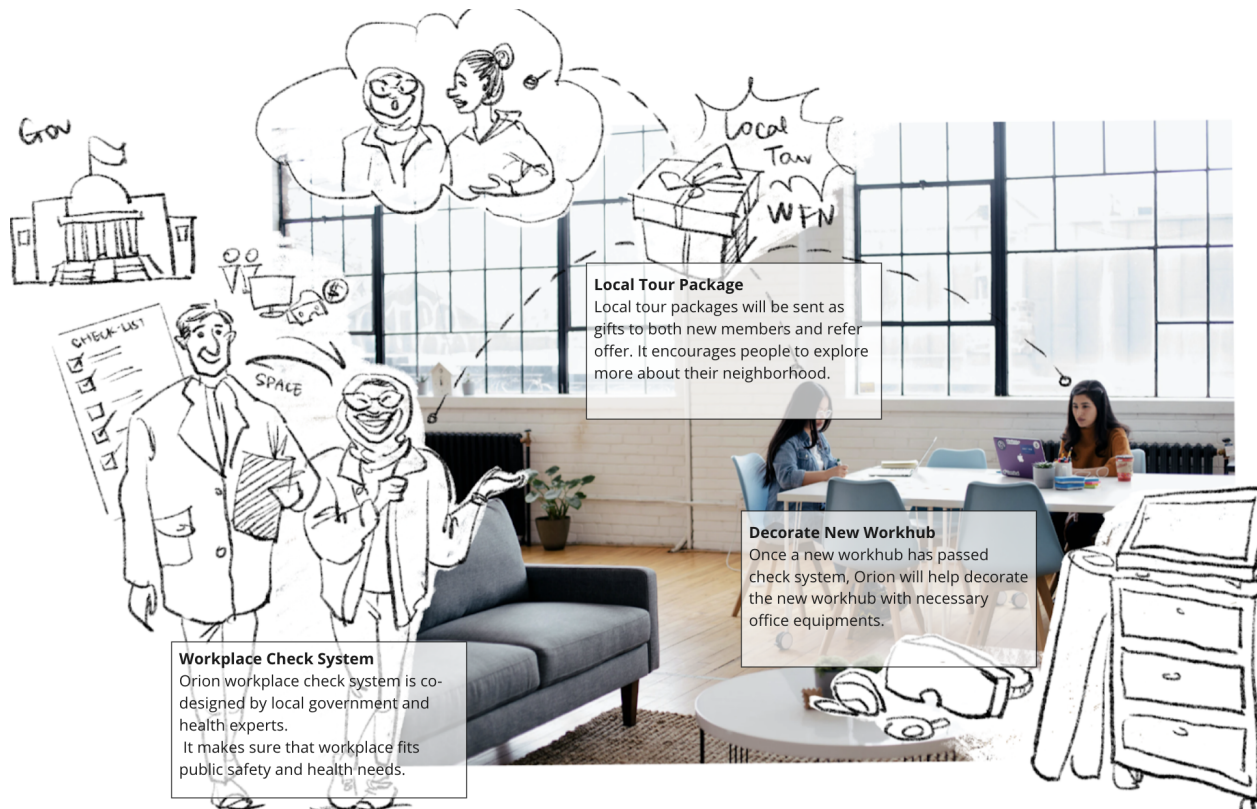 Gov
Local
Tour
WFN
CHECK-LIST
SPACE
$
Local Tour Package
Local tour packages will be sent as
gifts to both new members and refer
offer. It encourages people to explore
more about their neighborhood.
Decorate New Workhub
Once a new workhub has passed
check system, Orion will help decorate
the new workhub with necessary
office equipments.
Workplace Check System
Orion workplace check system is co-
designed by local government and
health experts.
It makes sure that workplace fits
public safety and health needs.